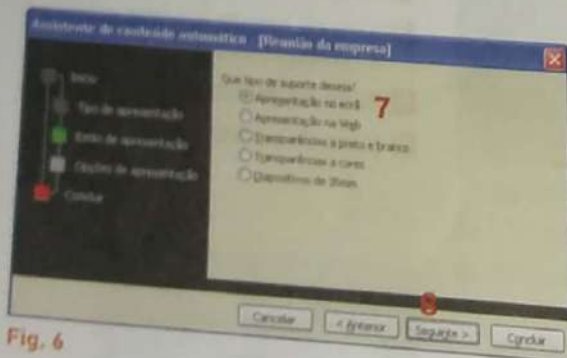 Assistente de conteúdo automático - [Reunião da empresa]
Início
Tipo de apresentação
Estilo de apresentação
Opções de apresentação
Concluir
Que tipo de suporte deseja?
Apresentação no ecrã
7
Apresentação na Web
Transparências a preto e branco
Transparências a cores
Diapositivos de 35mm
8
Cancelar
< Anterior
Seguinte >
Concluir
Fig. 6